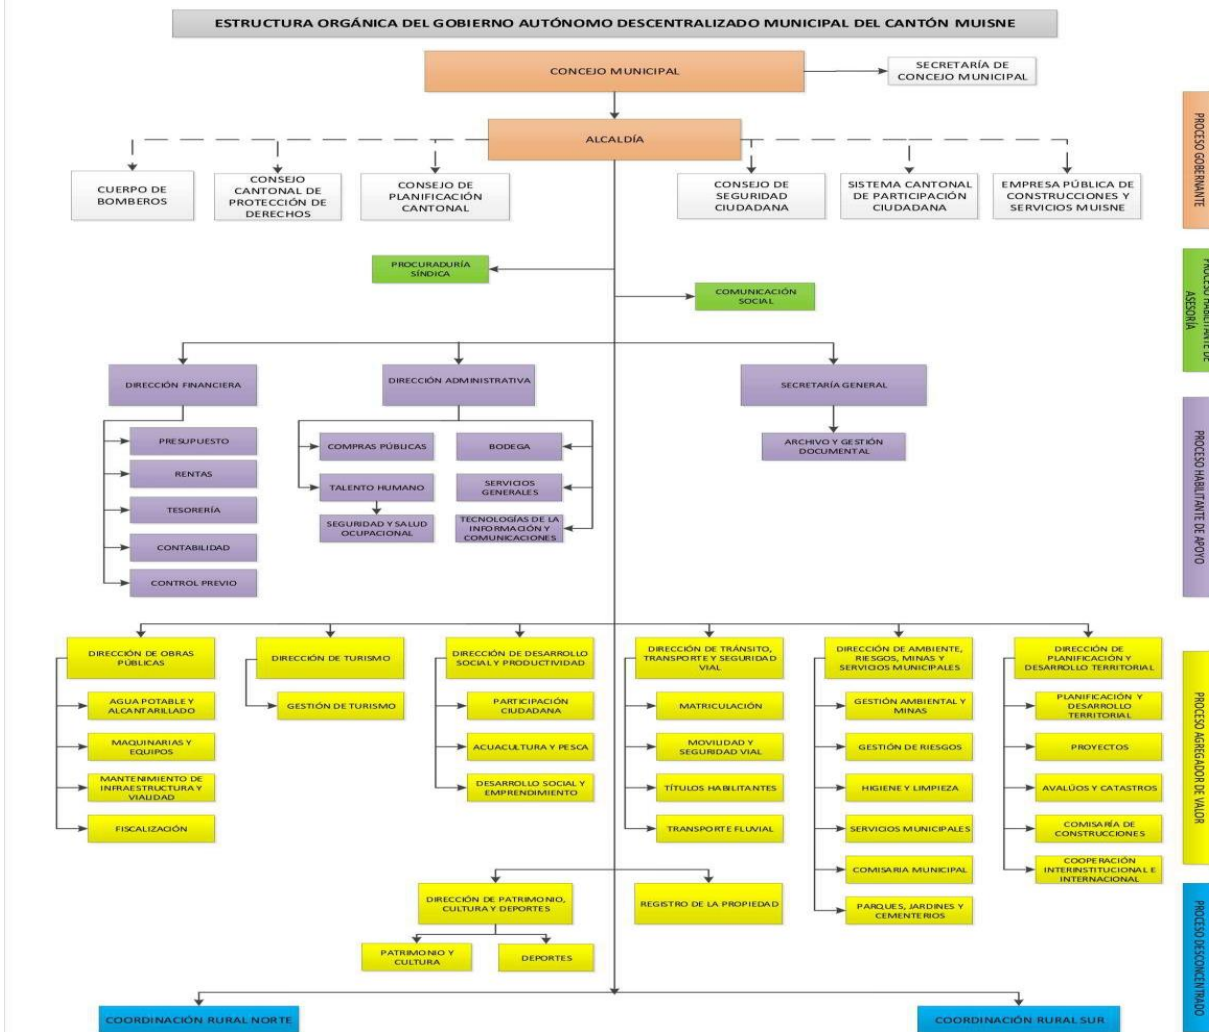 ESTRUCTURA ORGÁNICA DEL GOBIERNO AUTÓNOMO DESCENTRALIZADO MUNICIPAL DEL CANTÓN MUISNE
CONCEJO MUNICIPAL
SECRETARÍA DE
CONCEJO MUNICIPAL
ALCALDÍA
CUERPO DE
BOMBEROS
CONSEJO
CANTONAL DE
PROTECCIÓN DE
DERECHOS
CONSEJO DE
PLANIFICACIÓN
CANTONAL
CONSEJO DE
SEGURIDAD
CIUDADANA
SISTEMA CANTONAL
DE PARTICIPACIÓN
CIUDADANA
EMPRESA PÚBLICA DE
CONSTRUCCIONES Y
SERVICIOS MUISNE
PROCESO GOBERNANTE
PROCURADURÍA
SÍNDICA
COMUNICACIÓN
SOCIAL
PROCESO HABILITANTE DE
ASESORÍA
DIRECCIÓN FINANCIERA
PRESUPUESTO
RENTAS
TESORERÍA
CONTABILIDAD
CONTROL PREVIO
DIRECCIÓN ADMINISTRATIVA
COMPRAS PÚBLICAS
TALENTO HUMANO
SEGURIDAD Y SALUD
OCUPACIONAL
BODEGA
SERVICIOS
GENERALES
TECNOLOGÍAS DE LA
INFORMACIÓN Y
COMUNICACIONES
SECRETARÍA GENERAL
ARCHIVO Y GESTIÓN
DOCUMENTAL
PROCESO HABILITANTE DE APOYO
DIRECCIÓN DE OBRAS
PÚBLICAS
AGUA POTABLE Y
ALCANTARILLADO
MAQUINARIAS Y
EQUIPOS
MANTENIMIENTO DE
INFRAESTRUCTURA Y
VIALIDAD
FISCALIZACIÓN
DIRECCIÓN DE TURISMO
GESTIÓN DE TURISMO
DIRECCIÓN DE DESARROLLO
SOCIAL Y PRODUCTIVIDAD
PARTICIPACIÓN
CIUDADANA
ACUACULTURA Y PESCA
DESARROLLO SOCIAL Y
EMPRENDIMIENTO
DIRECCIÓN DE TRÁNSITO,
TRANSPORTE Y SEGURIDAD
VIAL
MATRICULACIÓN
MOVILIDAD Y
SEGURIDAD VIAL
TÍTULOS HABILITANTES
TRANSPORTE FLUVIAL
DIRECCIÓN DE AMBIENTE,
RIESGOS, MINAS Y
SERVICIOS MUNICIPALES
GESTIÓN AMBIENTAL Y
MINAS
GESTIÓN DE RIESGOS
HIGIENE Y LIMPIEZA
SERVICIOS MUNICIPALES
COMISARIA MUNICIPAL
PARQUES, JARDINES Y
CEMENTERIOS
DIRECCIÓN DE
PLANIFICACIÓN Y
DESARROLLO TERRITORIAL
PLANIFICACIÓN Y
DESARROLLO
TERRITORIAL
PROYECTOS
AVALÚOS Y CATASTROS
COMISARÍA DE
CONSTRUCCIONES
COOPERACIÓN
INTERINSTITUCIONAL E
INTERNACIONAL
PROCESO AGREGADOR DE VALOR
DIRECCIÓN DE PATRIMONIO,
CULTURA Y DEPORTES
PATRIMONIO Y
CULTURA
DEPORTES
REGISTRO DE LA PROPIEDAD
COORDINACIÓN RURAL NORTE
COORDINACIÓN RURAL SUR
PROCESO DESCONCENTRADO